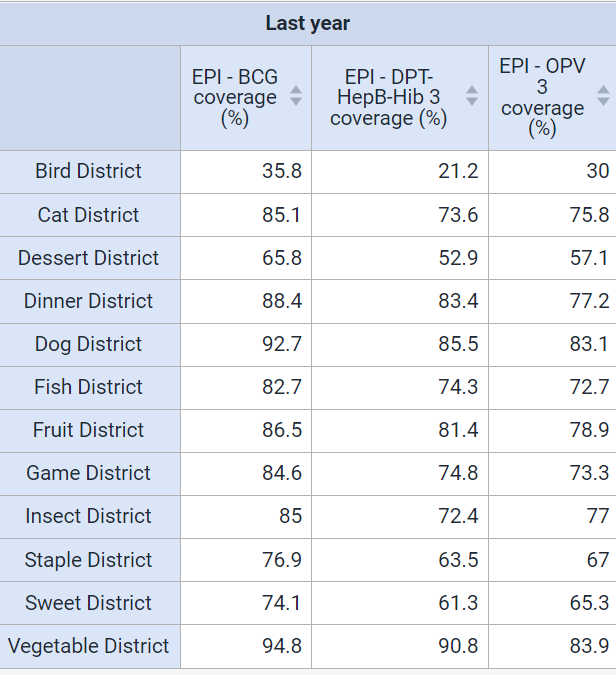 Last year
EPI - BCG coverage (%) EPI - DPT-HepB-Hib 3 coverage (%) EPI - OPV 3 coverage (%)
Bird District 35.8 21.2 30
Cat District 85.1 73.6 75.8
Dessert District 65.8 52.9 57.1
Dinner District 88.4 83.4 77.2
Dog District 92.7 85.5 83.1
Fish District 82.7 74.3 72.7
Fruit District 86.5 81.4 78.9
Game District 84.6 74.8 73.3
Insect District 85 72.4 77
Staple District 76.9 63.5 67
Sweet District 74.1 61.3 65.3
Vegetable District 94.8 90.8 83.9